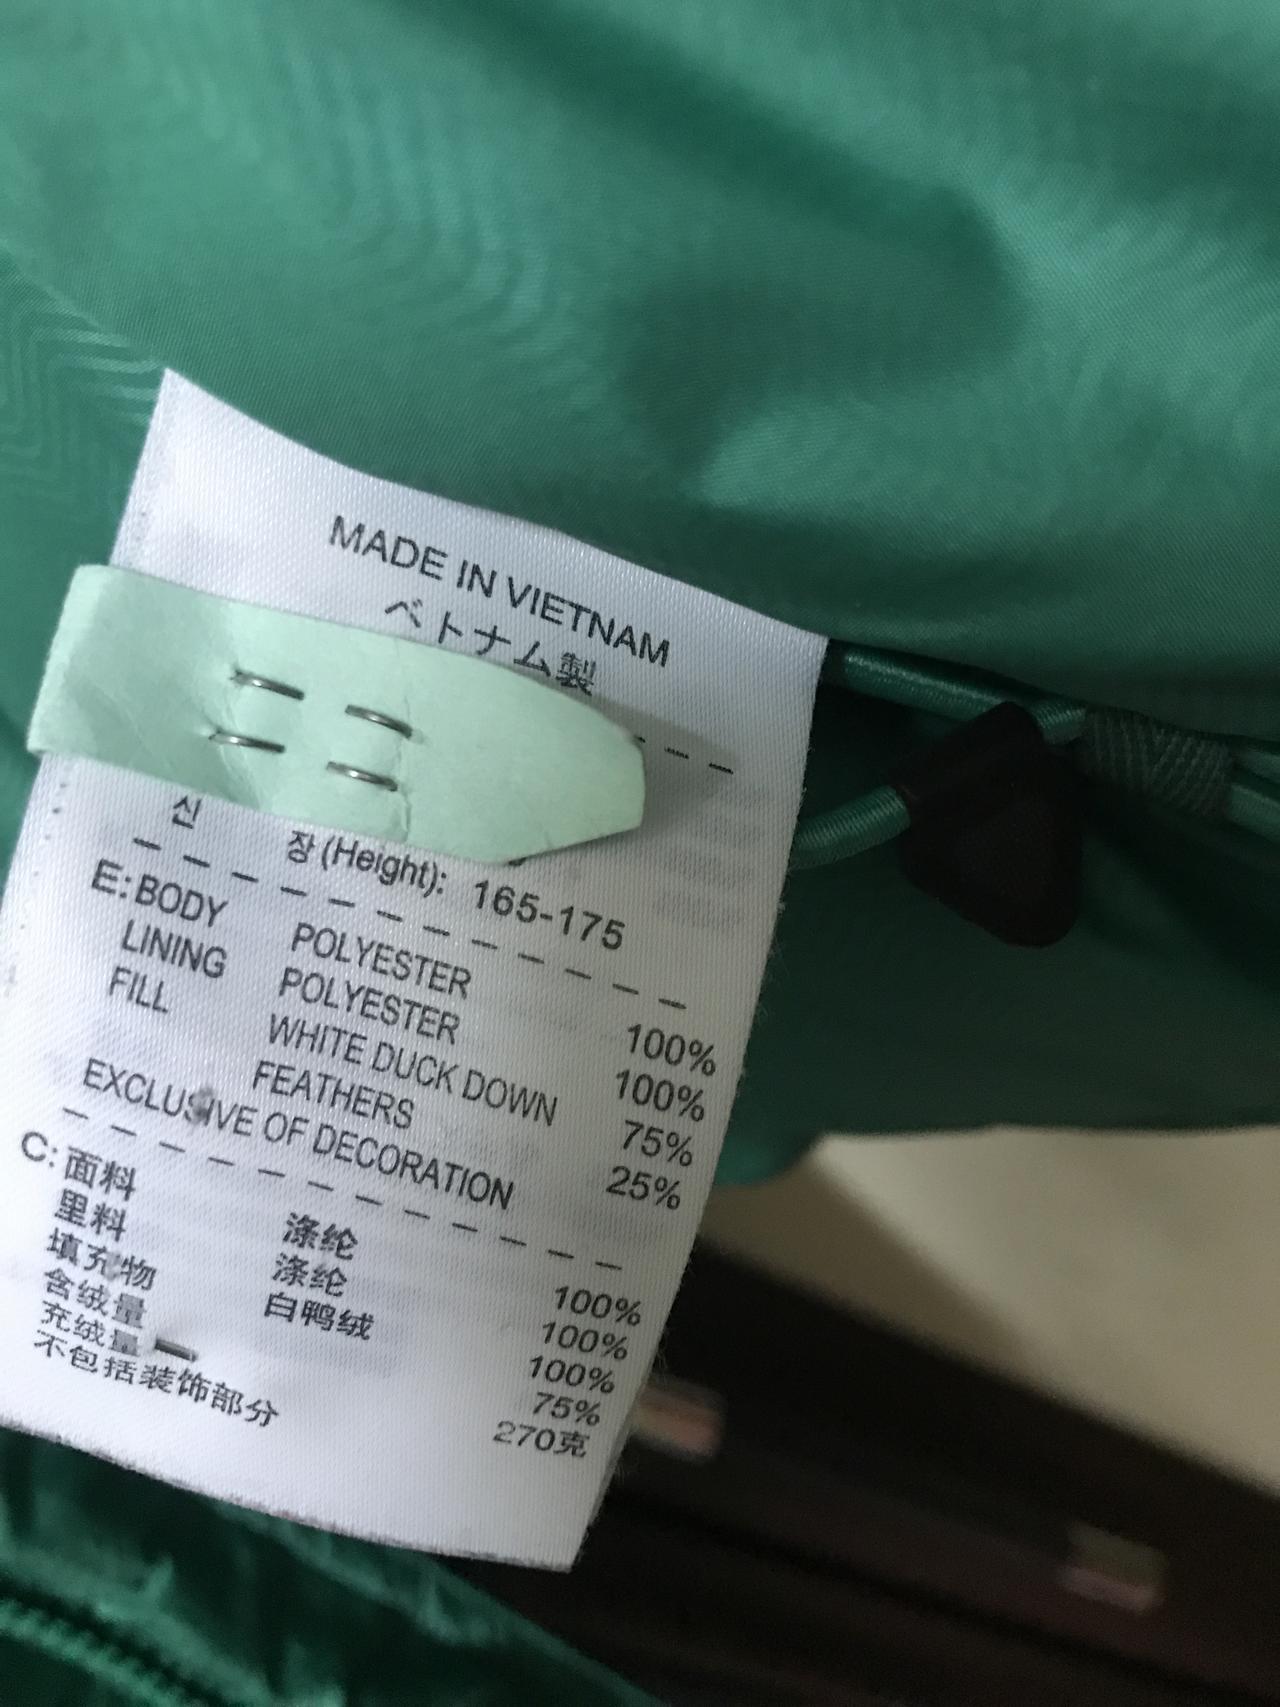 MADE IN VIETNAM
ベトナム製
신 장 (Height): 165-175
E: BODY POLYESTER 100%
LINING POLYESTER 100%
FILL WHITE DUCK DOWN 75%
FEATHERS 25%
EXCLUSIVE OF DECORATION
C: 面料 涤纶 100%
里料 涤纶 100%
填充物 白鸭绒 100%
含绒量 75%
充绒量 270克
不包括装饰部分